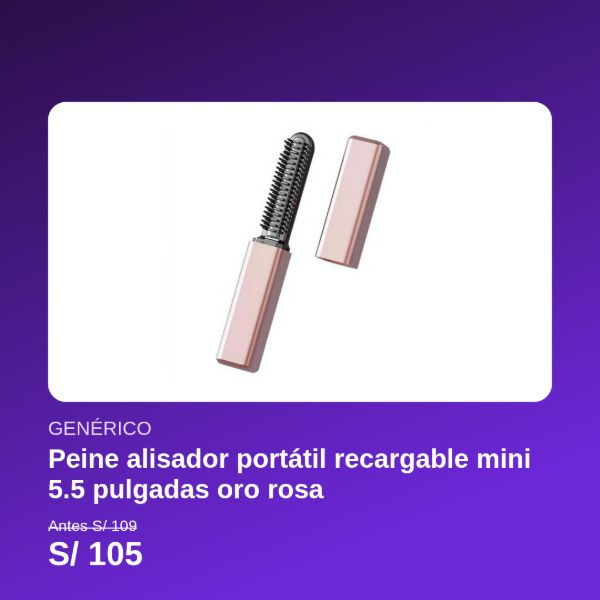 GENÉRICO
Peine alisador portátil recargable mini
5.5 pulgadas oro rosa
Antes S/ 109
S/ 105